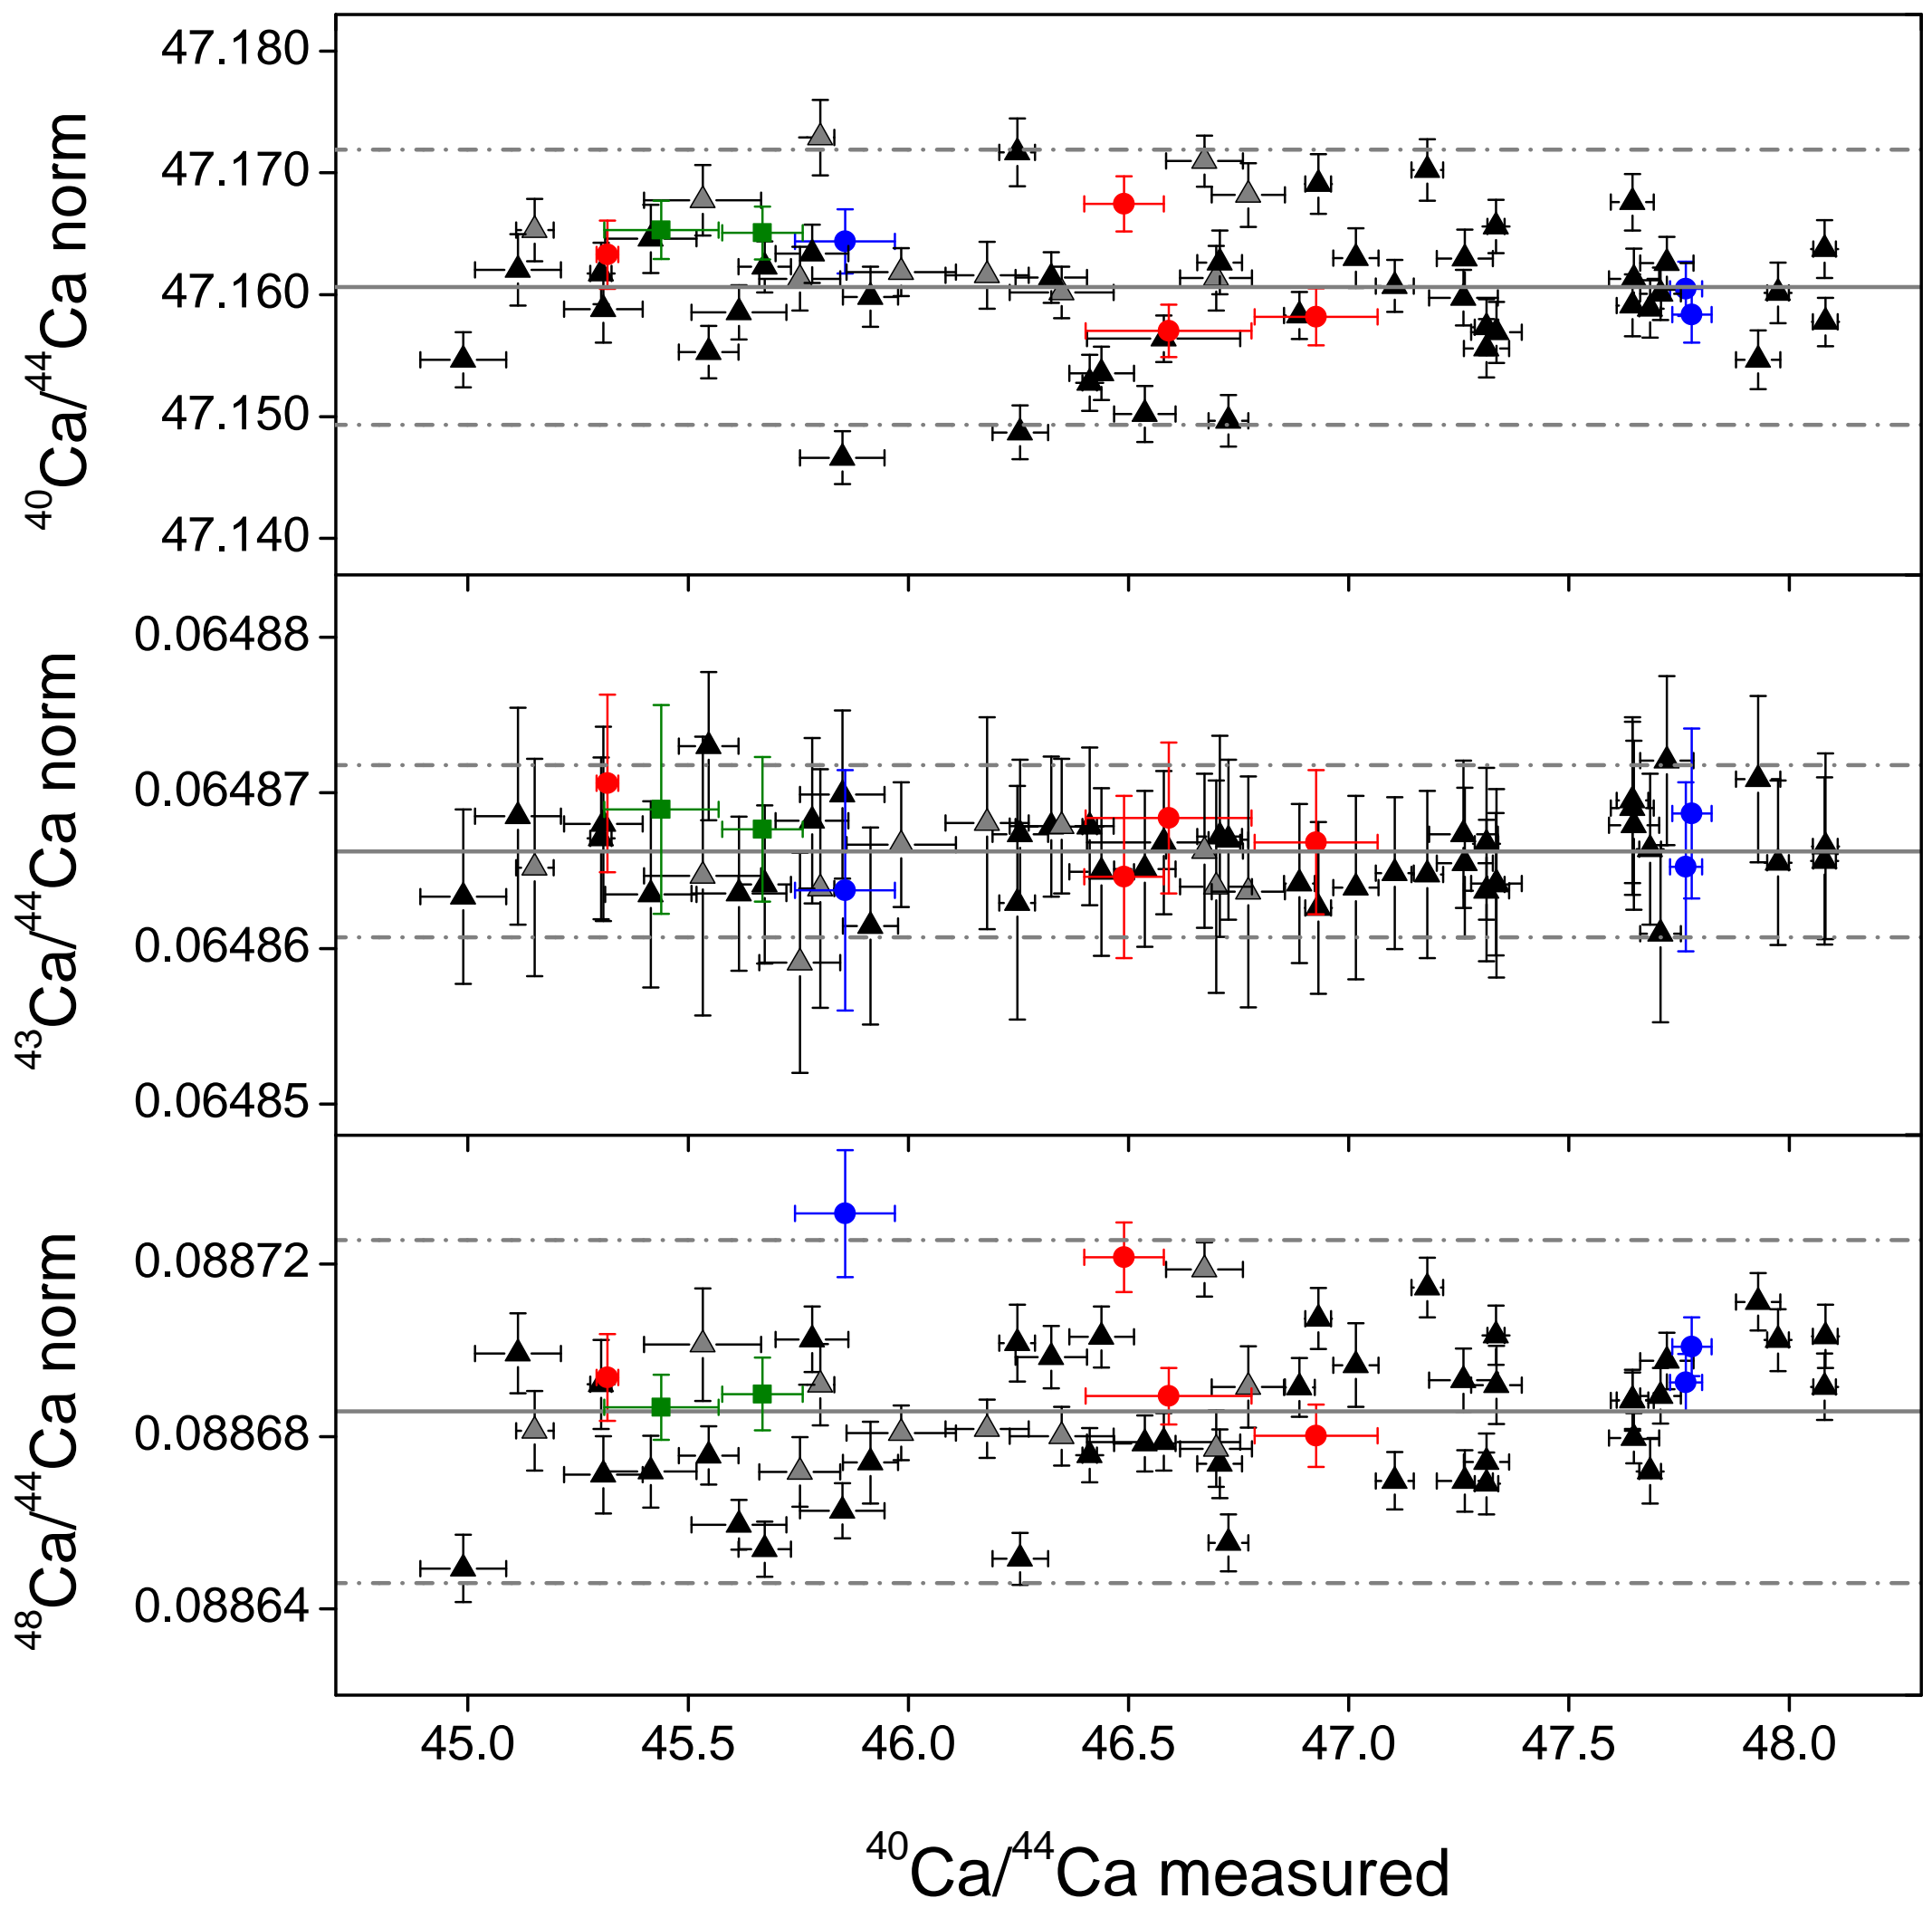 47.180
47.170
47.160
47.150
47.140
⁴⁰Ca/⁴⁴Ca norm
0.06488
0.06487
0.06486
0.06485
⁴³Ca/⁴⁴Ca norm
0.08872
0.08868
0.08864
⁴⁸Ca/⁴⁴Ca norm
45.0 45.5 46.0 46.5 47.0 47.5 48.0
⁴⁰Ca/⁴⁴Ca measured